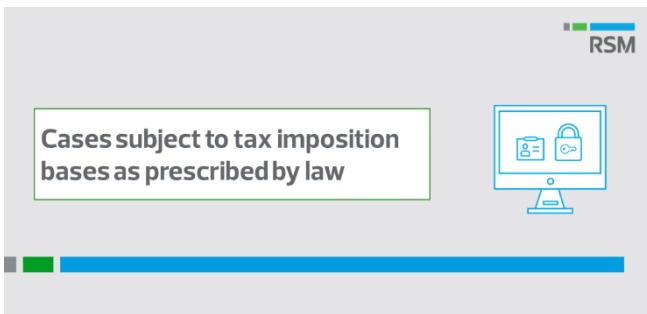 RSM
Cases subject to tax imposition
bases as prescribed by law